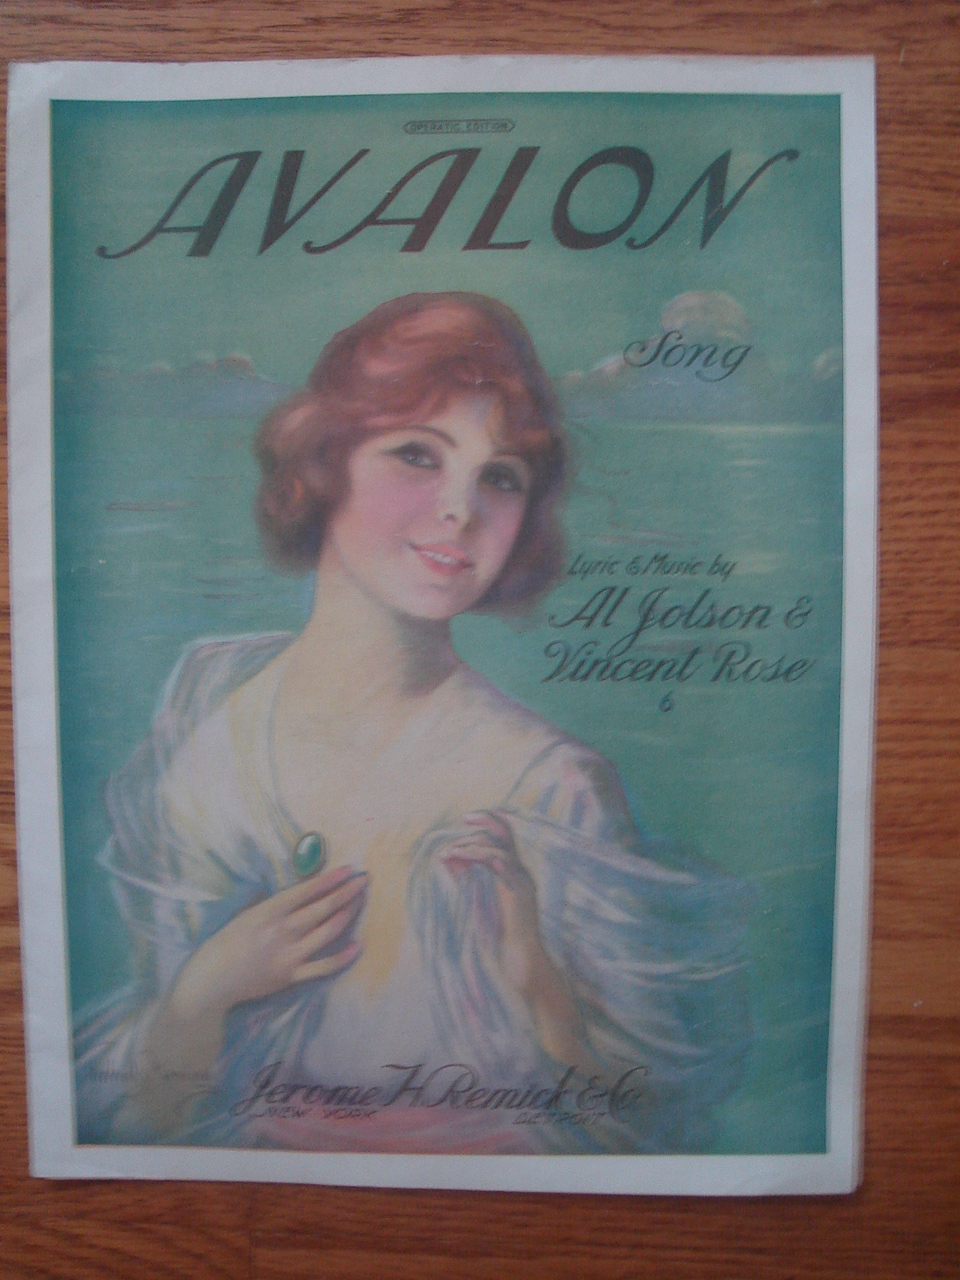 OPERATIC EDITION
AVALON
Song
Lyric & Music by
Al Jolson &
Vincent Rose
6
Jerome H. Remick & Co.
NEW YORK DETROIT